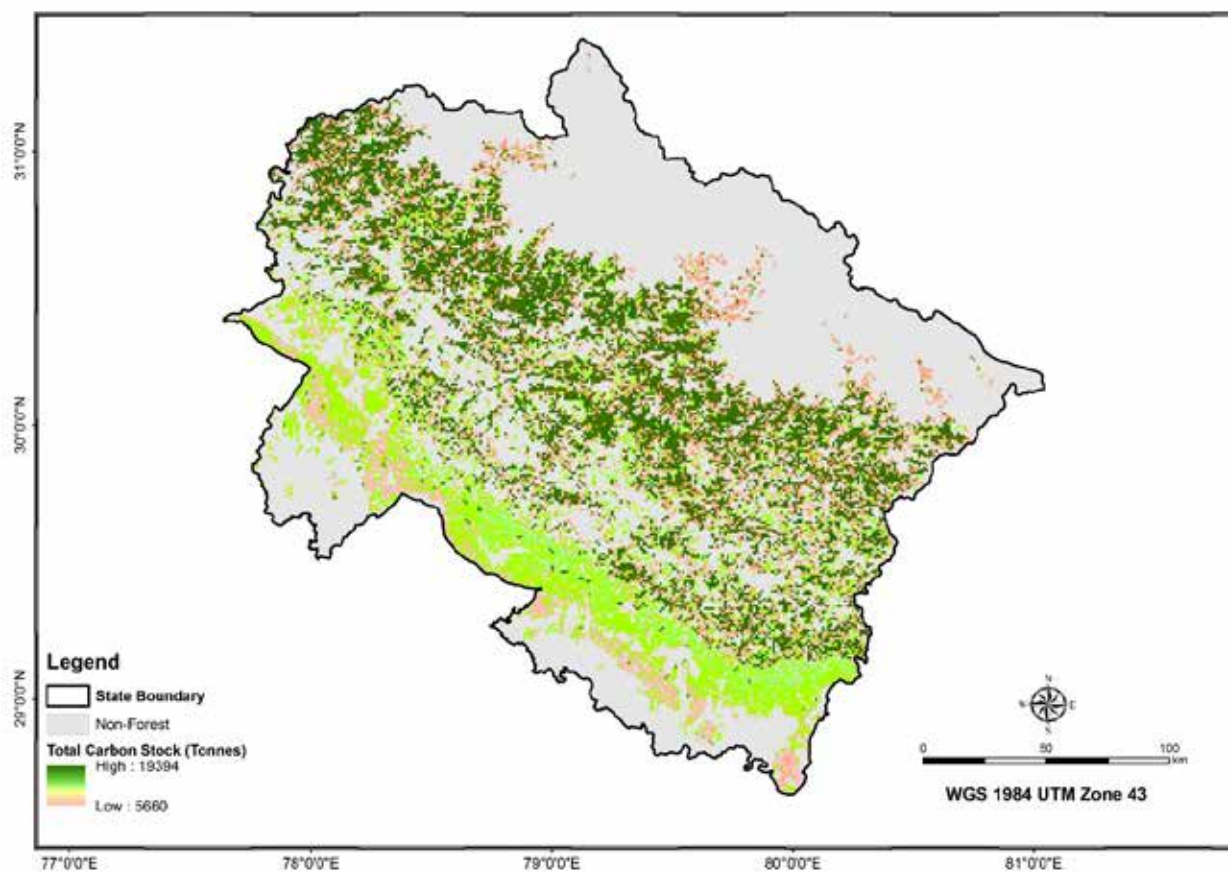 31°0'0"N
30°0'0"N
29°0'0"N
Legend
State Boundary
Non-Forest
Total Carbon Stock (Tonnes)
High : 19394
Low : 5660
N
E
S
0 50 100
km
WGS 1984 UTM Zone 43
77°0'0"E 78°0'0"E 79°0'0"E 80°0'0"E 81°0'0"E